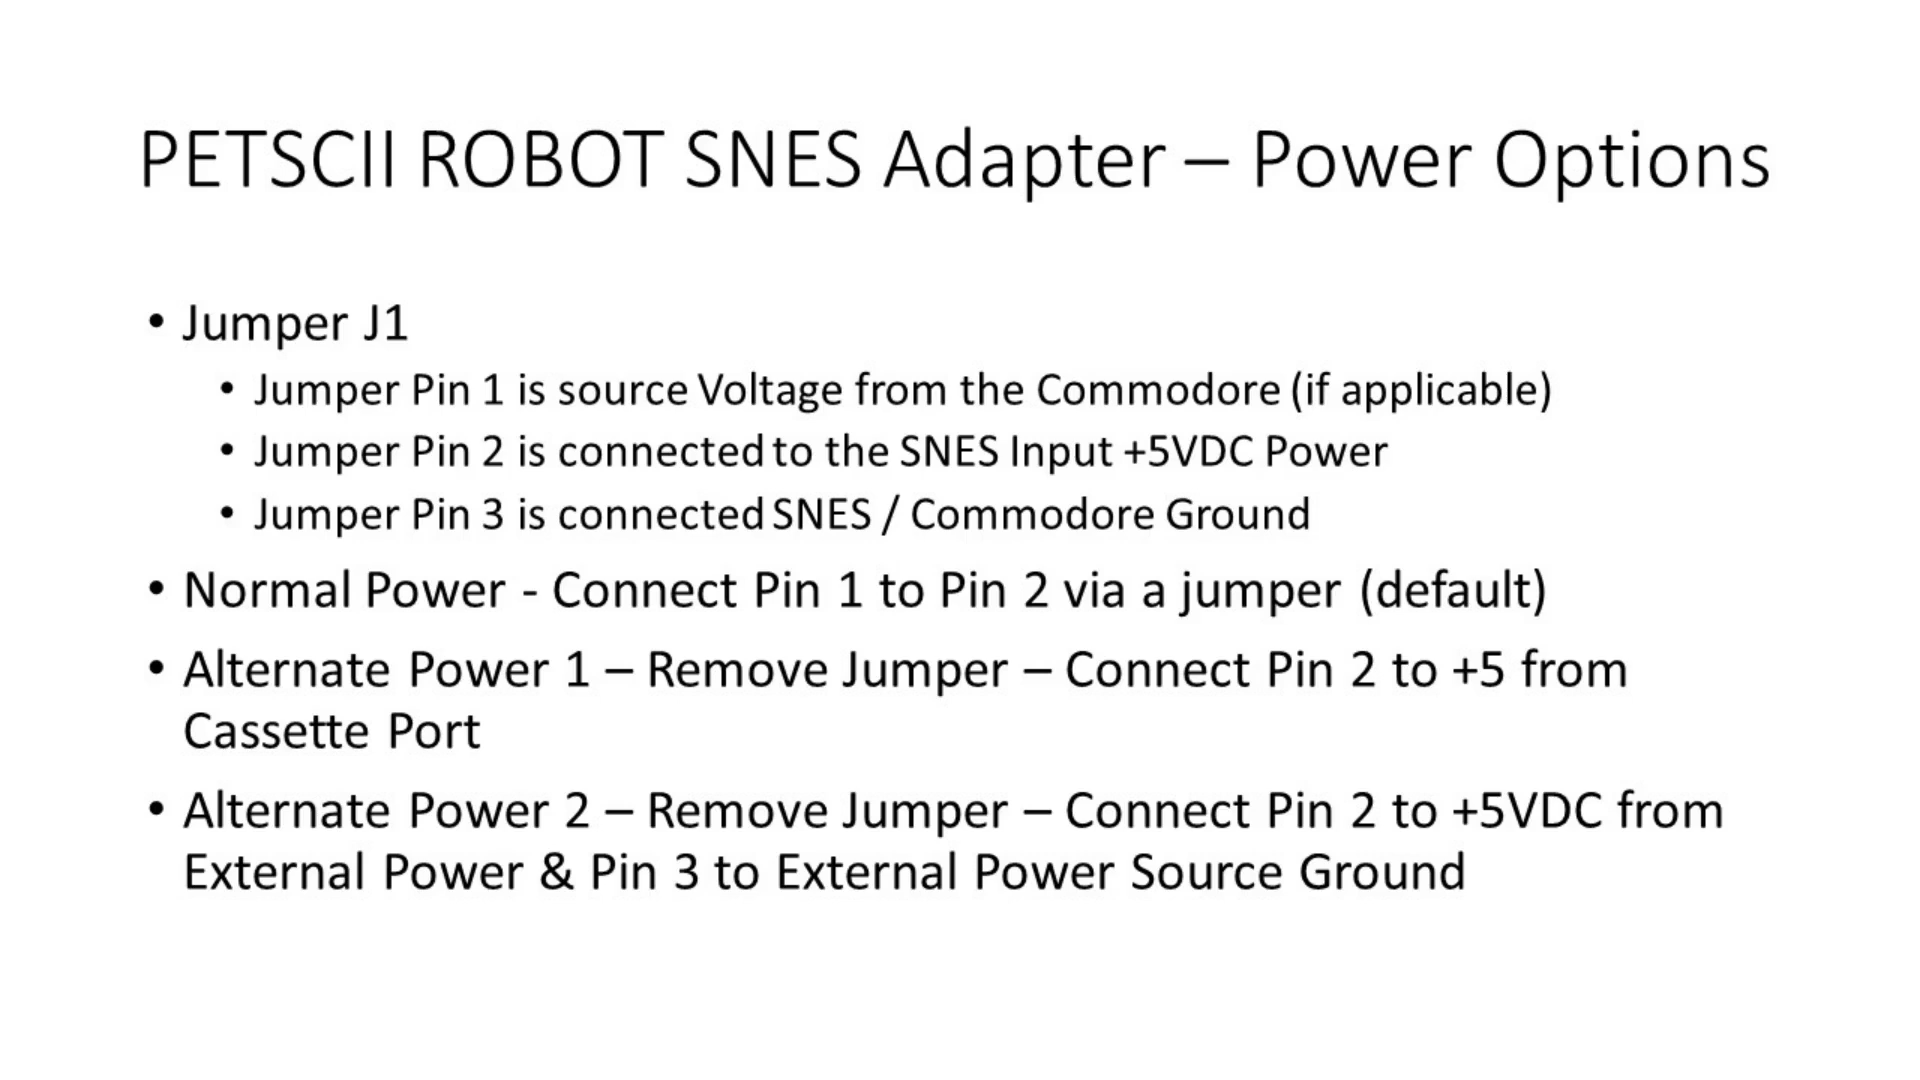 PETSCII ROBOT SNES Adapter – Power Options
• Jumper J1
• Jumper Pin 1 is source Voltage from the Commodore (if applicable)
• Jumper Pin 2 is connected to the SNES Input +5VDC Power
• Jumper Pin 3 is connected SNES / Commodore Ground
• Normal Power - Connect Pin 1 to Pin 2 via a jumper (default)
• Alternate Power 1 – Remove Jumper – Connect Pin 2 to +5 from
Cassette Port
• Alternate Power 2 – Remove Jumper – Connect Pin 2 to +5VDC from
External Power & Pin 3 to External Power Source Ground